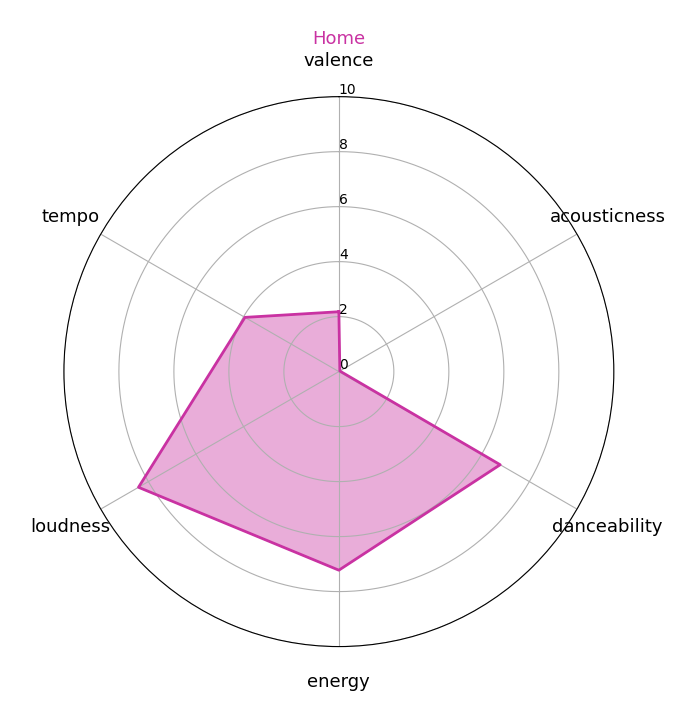 Home
valence
10
8
6
4
2
0
tempo
acousticness
loudness
danceability
energy